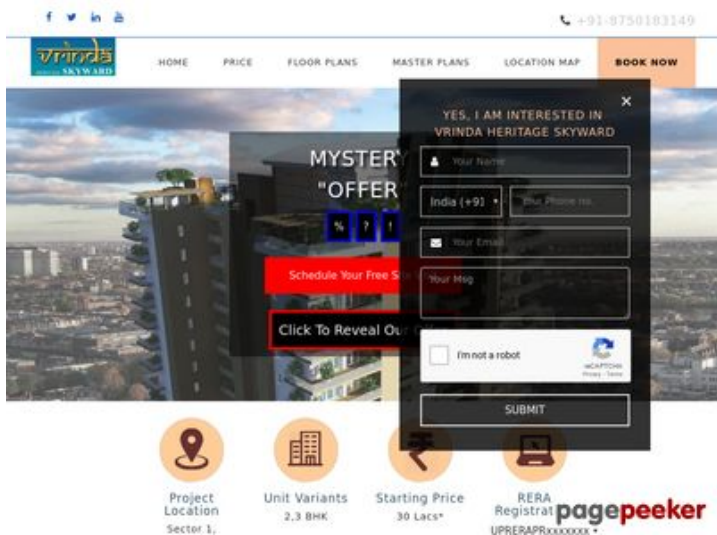 +91-8750183149
vrinda
SKYWARD
HOME PRICE FLOOR PLANS MASTER PLANS LOCATION MAP BOOK NOW
YES, I AM INTERESTED IN
VRINDA HERITAGE SKYWARD
Your Name
India (+91
Your Phone no.
Your Email
Your Msg
I'm not a robot
reCAPTCHA
Privacy - Terms
SUBMIT
MYSTERY
"OFFER
% ? !
Schedule Your Free S
Click To Reveal Our
Project
Location
Sector 1,
Unit Variants
2,3 BHK
Starting Price
30 Lacs*
RERA
Registrat
UPRERAPRxxxxxxx
pagepeeker